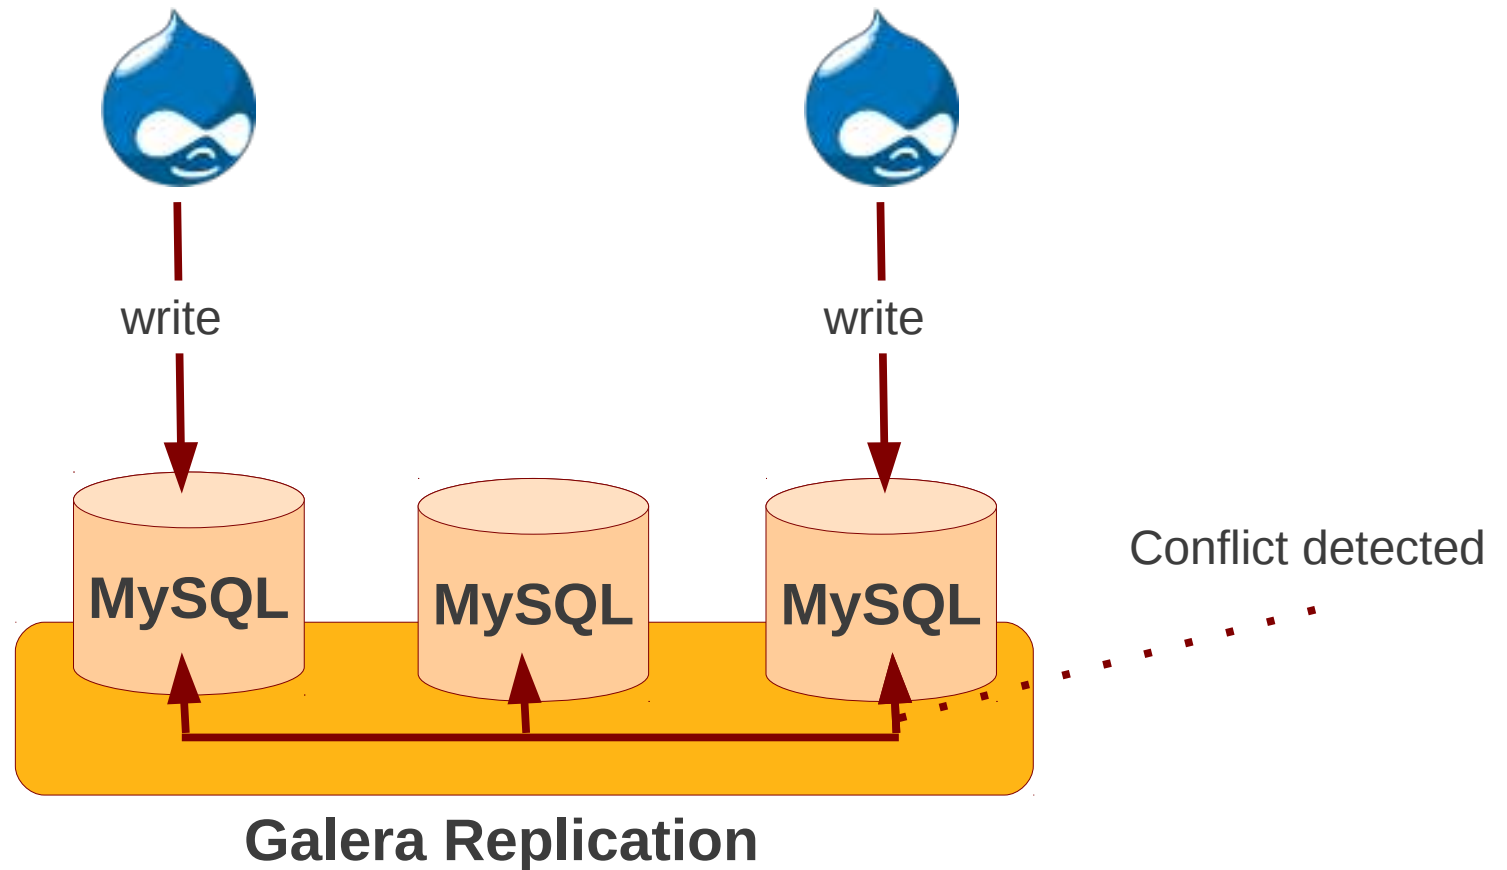 write
write
Conflict detected
MySQL
MySQL
MySQL
Galera Replication